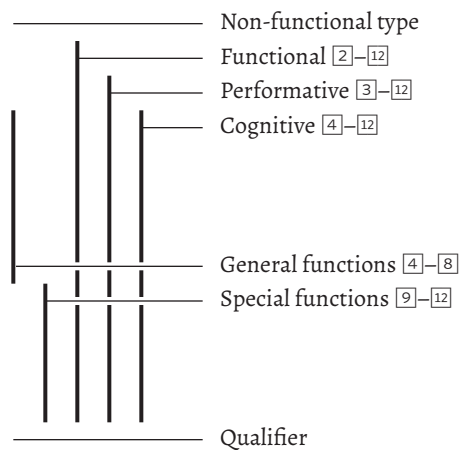 Non-functional type
Functional 2–12
Performative 3–12
Cognitive 4–12
General functions 4–8
Special functions 9–12
Qualifier